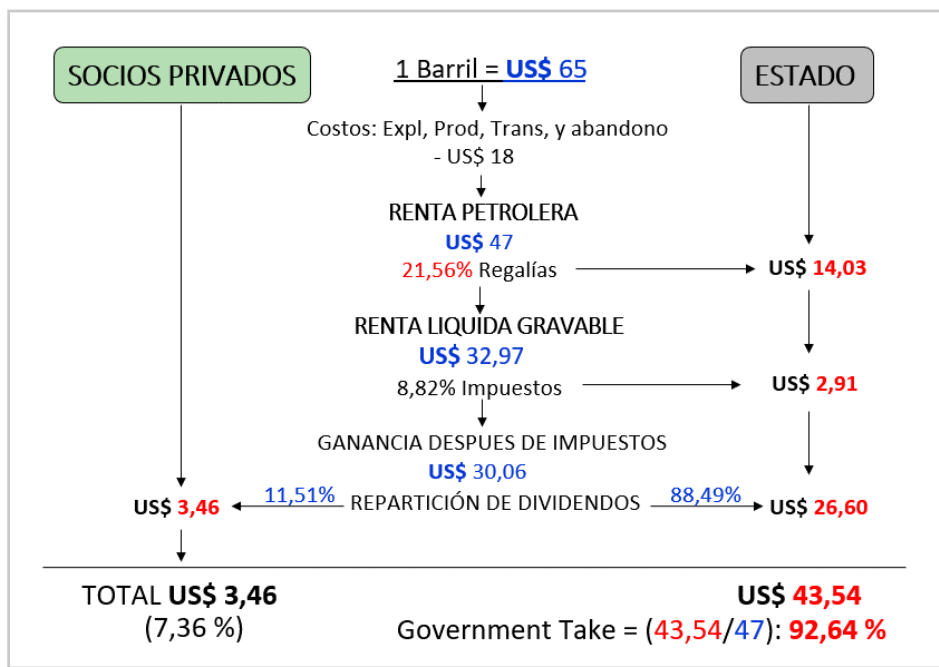 SOCIOS PRIVADOS
1 Barril = US$ 65
ESTADO
Costos: Expl, Prod, Trans, y abandono
- US$ 18
RENTA PETROLERA
US$ 47
21,56% Regalías
US$ 14,03
RENTA LIQUIDA GRAVABLE
US$ 32,97
8,82% Impuestos
US$ 2,91
GANANCIA DESPUES DE IMPUESTOS
US$ 30,06
US$ 3,46
11,51%
REPARTICIÓN DE DIVIDENDOS
88,49%
US$ 26,60
TOTAL US$ 3,46
(7,36 %)
US$ 43,54
Government Take = (43,54/47): 92,64 %